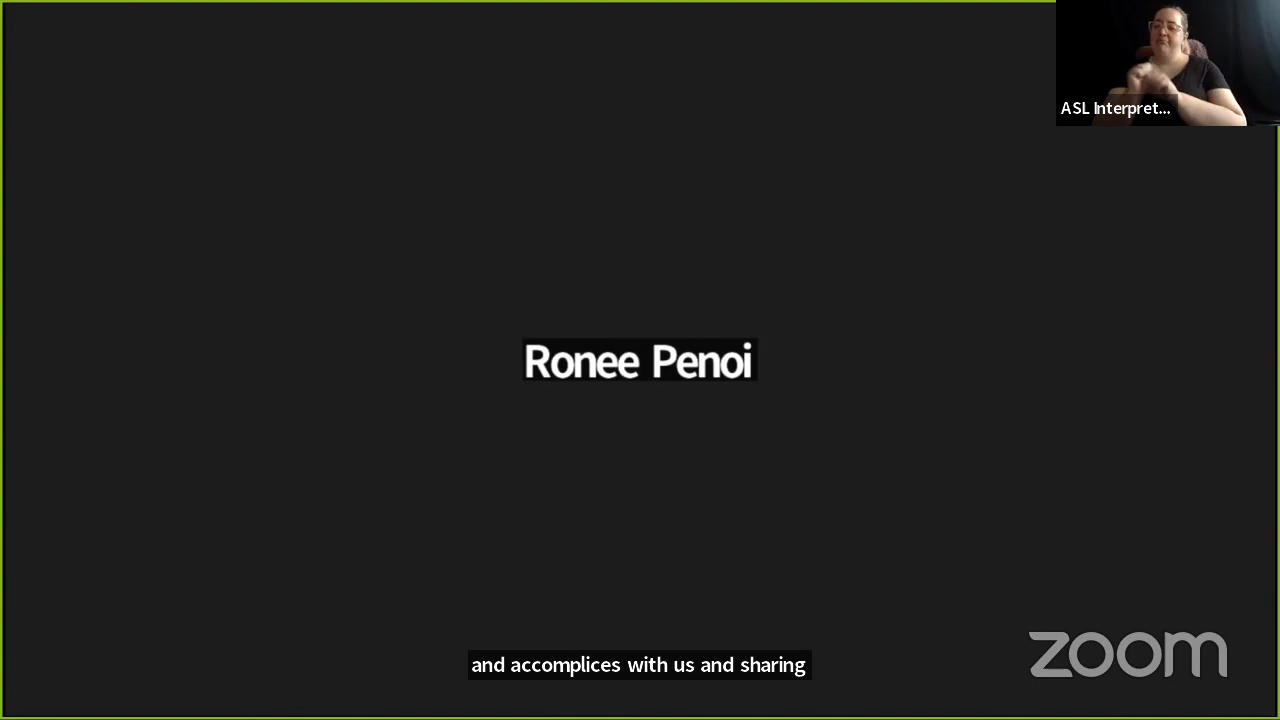 ASL Interpret...
Ronee Penoi
and accomplices with us and sharing
zoom